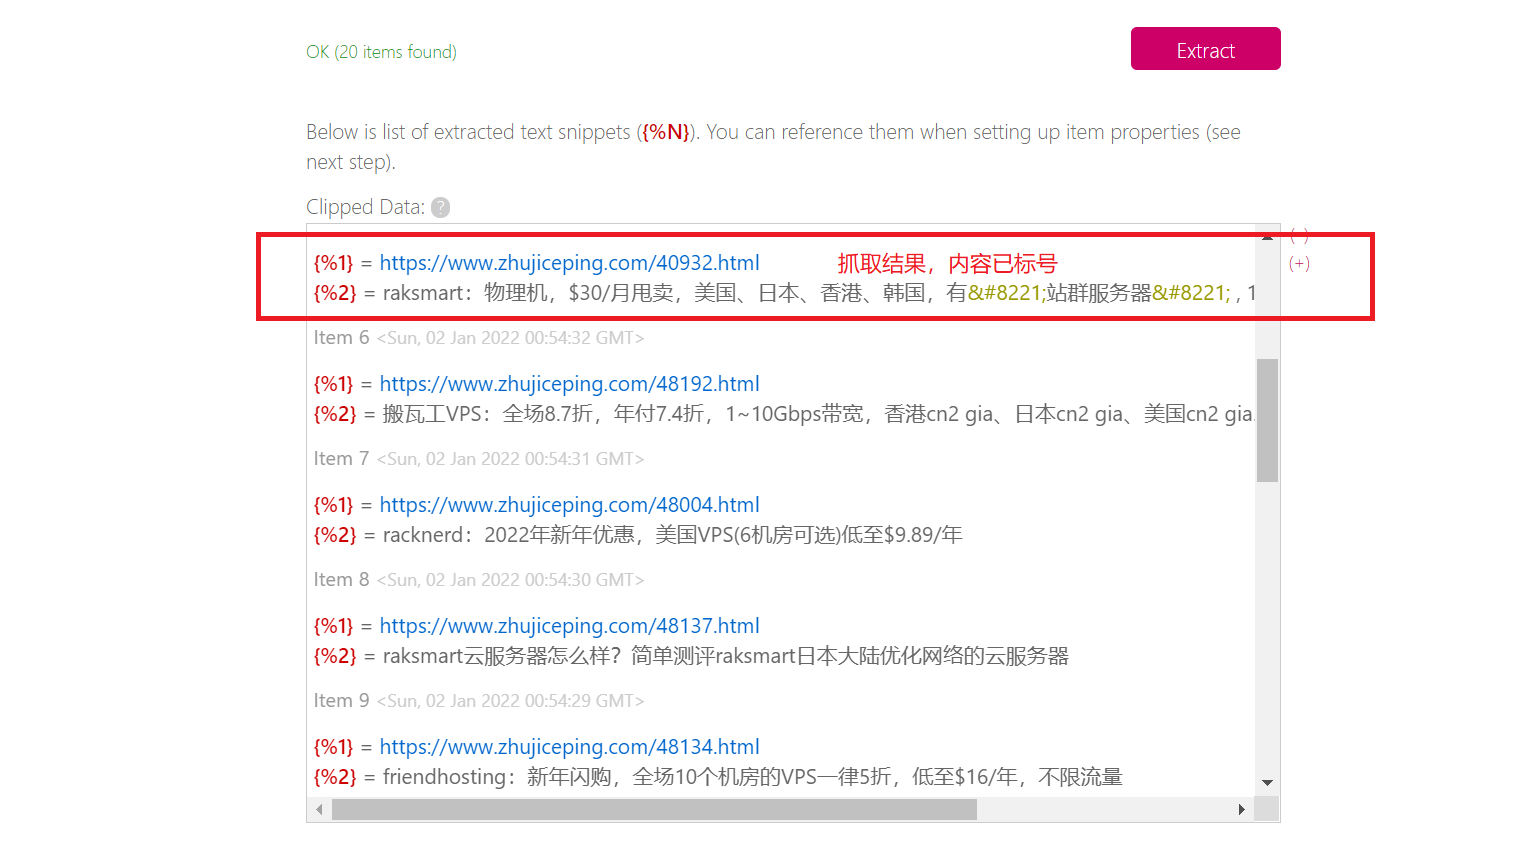 OK (20 items found)
Extract
Below is list of extracted text snippets ({%N}). You can reference them when setting up item properties (see
next step).
Clipped Data: ?
(-)
{%1} = https://www.zhujiceping.com/40932.html 抓取结果，内容已标号
(+)
{%2} = raksmart：物理机，$30/月甩卖，美国、日本、香港、韩国，有&#8221;站群服务器&#8221; , 1
Item 6 <Sun, 02 Jan 2022 00:54:32 GMT>
{%1} = https://www.zhujiceping.com/48192.html
{%2} = 搬瓦工VPS：全场8.7折，年付7.4折，1~10Gbps带宽，香港cn2 gia、日本cn2 gia、美国cn2 gia.
Item 7 <Sun, 02 Jan 2022 00:54:31 GMT>
{%1} = https://www.zhujiceping.com/48004.html
{%2} = racknerd：2022年新年优惠，美国VPS(6机房可选)低至$9.89/年
Item 8 <Sun, 02 Jan 2022 00:54:30 GMT>
{%1} = https://www.zhujiceping.com/48137.html
{%2} = raksmart云服务器怎么样？简单测评raksmart日本大陆优化网络的云服务器
Item 9 <Sun, 02 Jan 2022 00:54:29 GMT>
{%1} = https://www.zhujiceping.com/48134.html
{%2} = friendhosting：新年闪购，全场10个机房的VPS一律5折，低至$16/年，不限流量